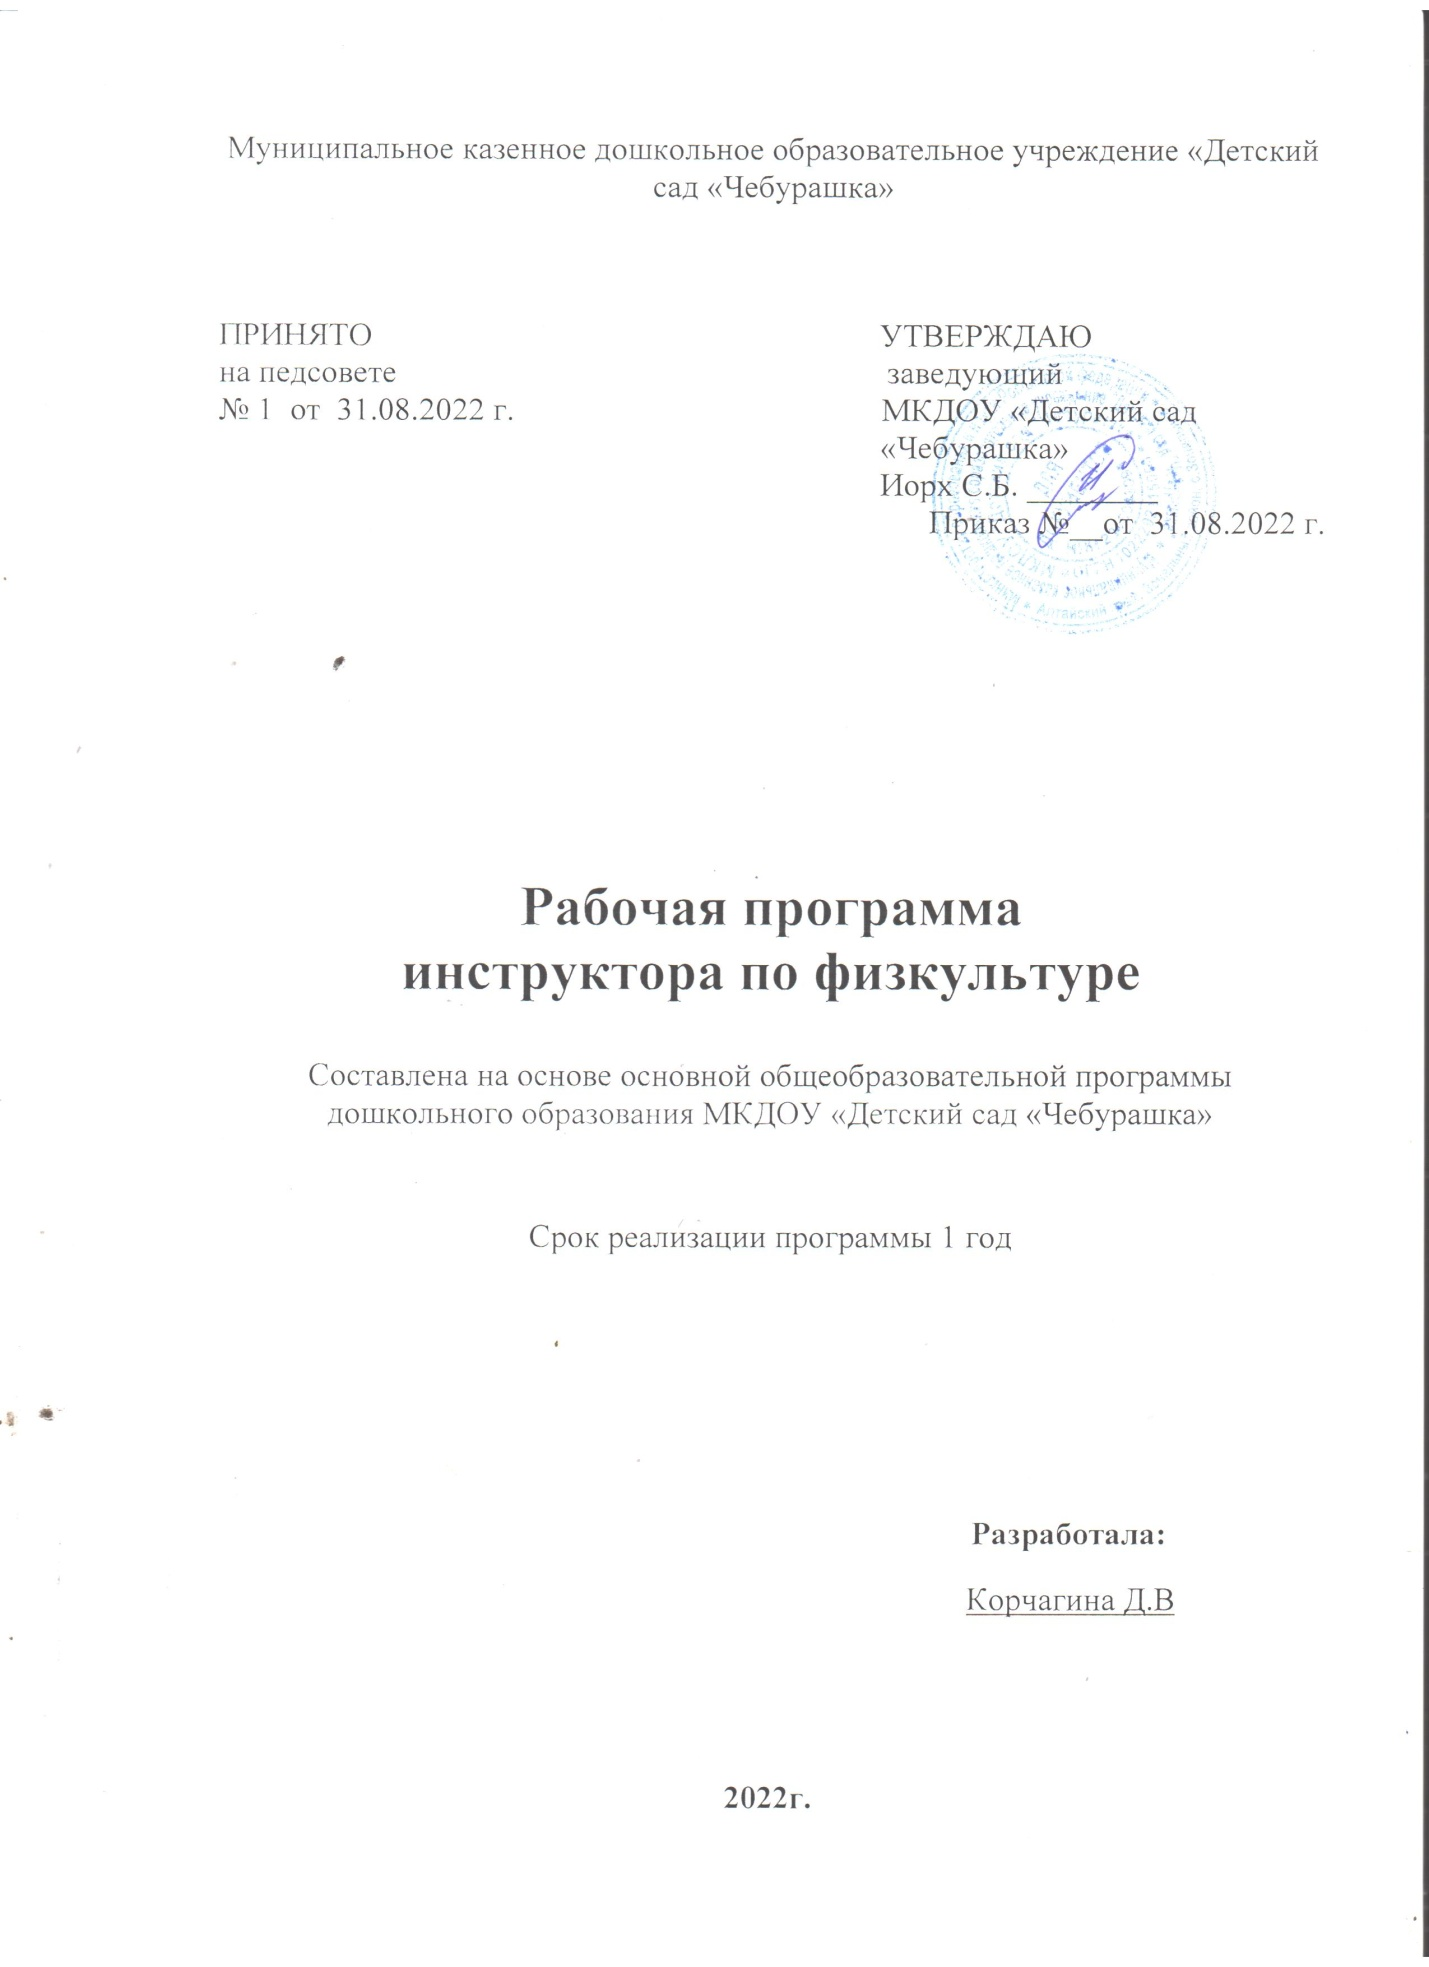 Муниципальное казенное дошкольное образовательное учреждение «Детский
сад «Чебурашка»
ПРИНЯТО
на педсовете
№ 1 от 31.08.2022 г.
УТВЕРЖДАЮ
заведующий
МКДОУ «Детский сад
«Чебурашка»
Иорх С.Б. ________
Приказ №__от 31.08.2022 г.
Алтайский
Рабочая программа
инструктора по физкультуре
Составлена на основе основной общеобразовательной программы
дошкольного образования МКДОУ «Детский сад «Чебурашка»
Срок реализации программы 1 год
Разработала:
Корчагина Д.В
2022г.